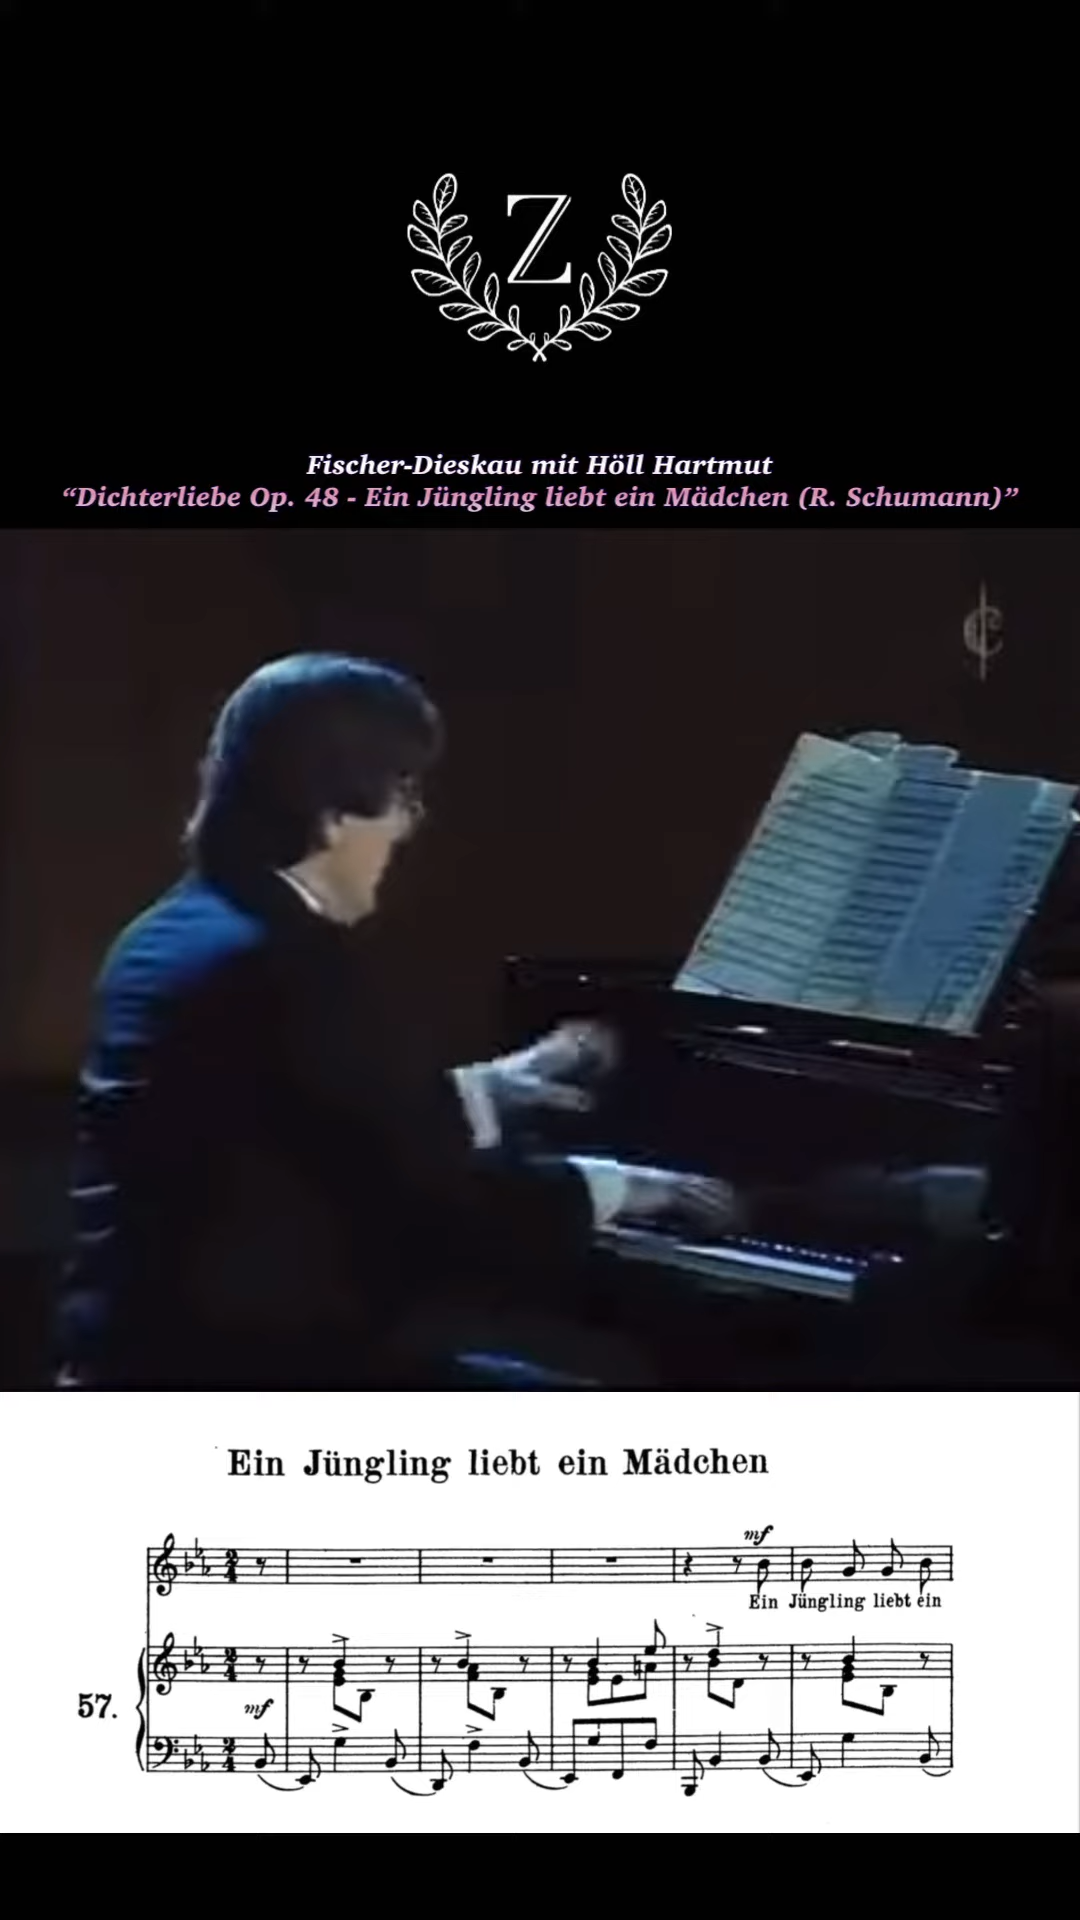 Z
Fischer-Dieskau mit Höll Hartmut
“Dichterliebe Op. 48 - Ein Jüngling liebt ein Mädchen (R. Schumann)”
Ein Jüngling liebt ein Mädchen
mf
Ein Jüngling liebt ein
57.
mf